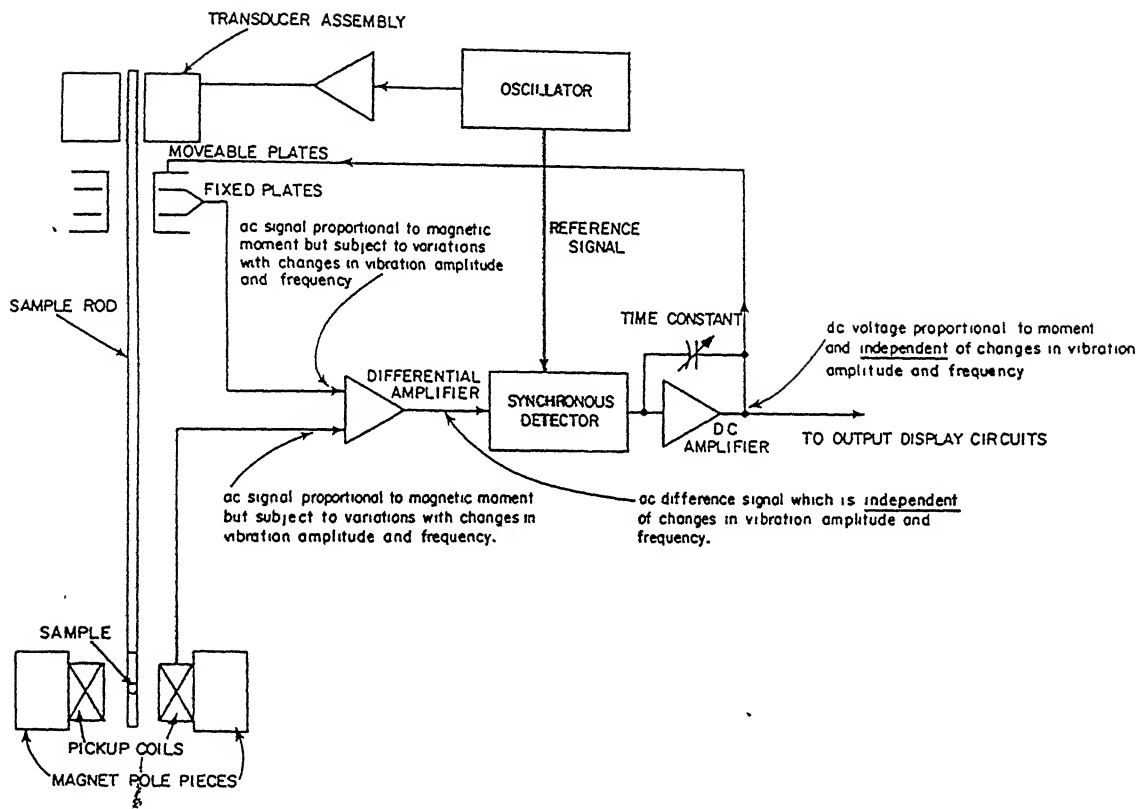 TRANSDUCER ASSEMBLY
OSCILLATOR
MOVEABLE PLATES
FIXED PLATES
ac signal proportional to magnetic
moment but subject to variations
with changes in vibration amplitude
and frequency
REFERENCE
SIGNAL
SAMPLE ROD
TIME CONSTANT
dc voltage proportional to moment
and independent of changes in vibration
amplitude and frequency
DIFFERENTIAL
AMPLIFIER
SYNCHRONOUS
DETECTOR
DC
AMPLIFIER
TO OUTPUT DISPLAY CIRCUITS
ac signal proportional to magnetic moment
but subject to variations with changes in
vibration amplitude and frequency.
ac difference signal which is independent
of changes in vibration amplitude and
frequency.
SAMPLE
PICKUP COILS
MAGNET POLE PIECES